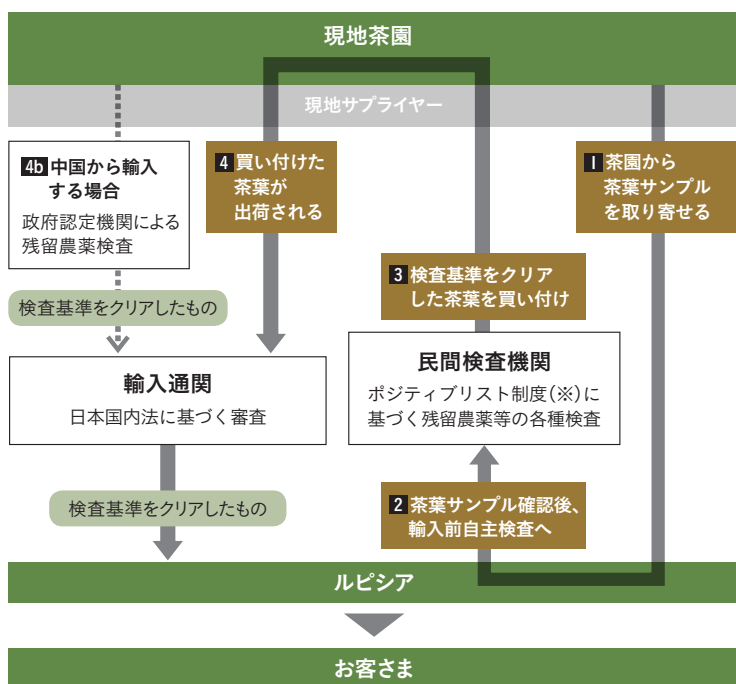 現地茶園
現地サプライヤー
4b 中国から輸入
する場合
政府認定機関による
残留農薬検査
検査基準をクリアしたもの
4 買い付けた
茶葉が
出荷される
1 茶園から
茶葉サンプル
を取り寄せる
3 検査基準をクリア
した茶葉を買い付け
輸入通関
日本国内法に基づく審査
民間検査機関
ポジティブリスト制度(※)に
基づく残留農薬等の各種検査
検査基準をクリアしたもの
2 茶葉サンプル確認後、
輸入前自主検査へ
ルピシア
お客さま